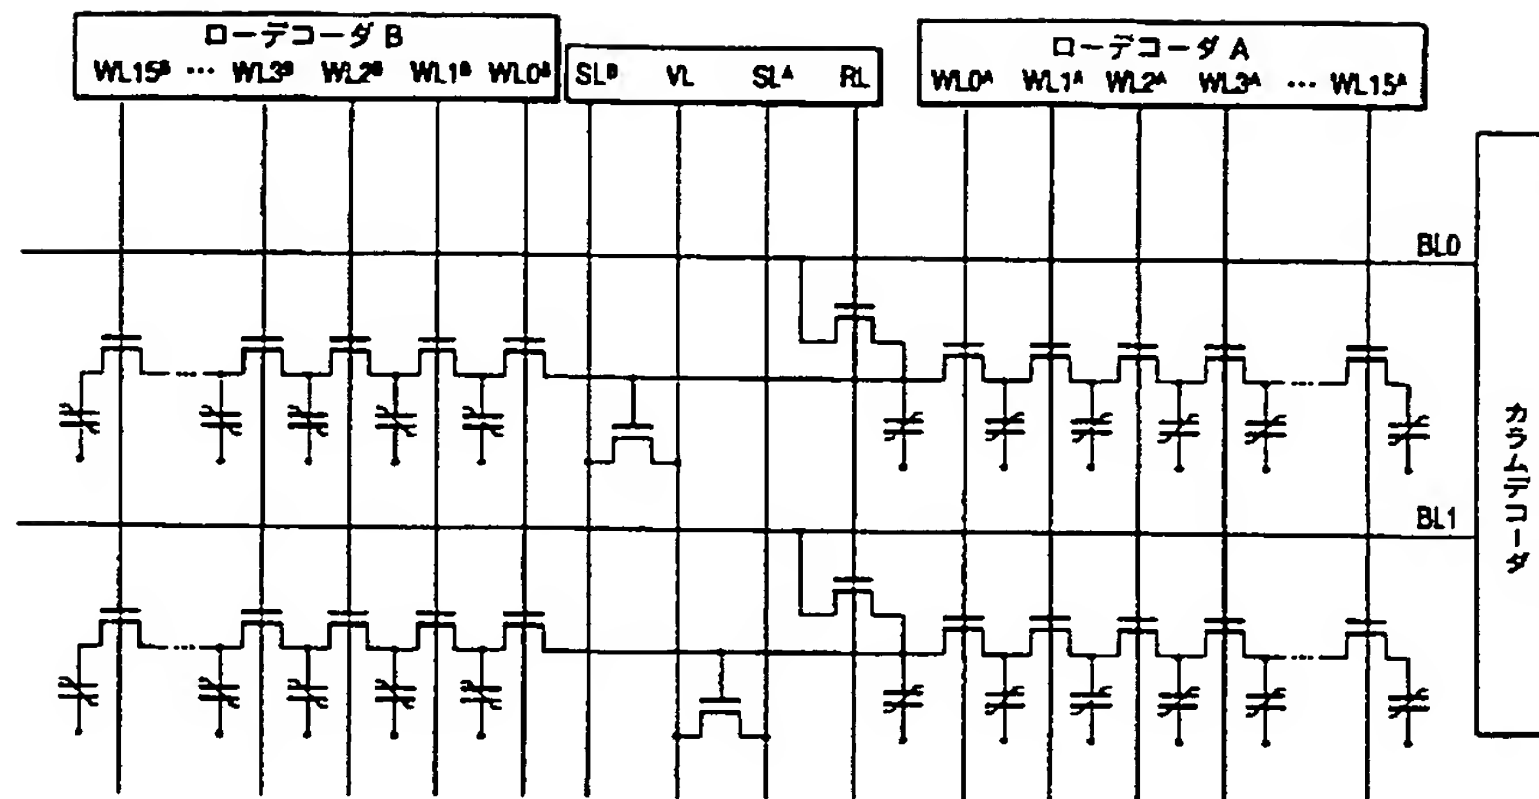 ローデコーダ B
WL15ᴮ … WL3ᴮ WL2ᴮ WL1ᴮ WL0ᴮ
SLᴮ VL SLᴬ RL
ローデコーダ A
WL0ᴬ WL1ᴬ WL2ᴬ WL3ᴬ … WL15ᴬ
BL0
BL1
カラムデコーダ